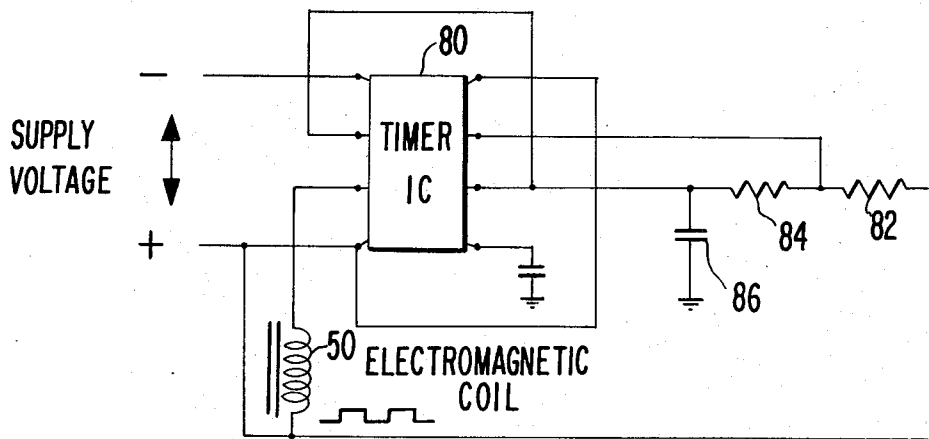 80
−
SUPPLY
VOLTAGE
+
TIMER
IC
84
82
86
50
ELECTROMAGNETIC
COIL